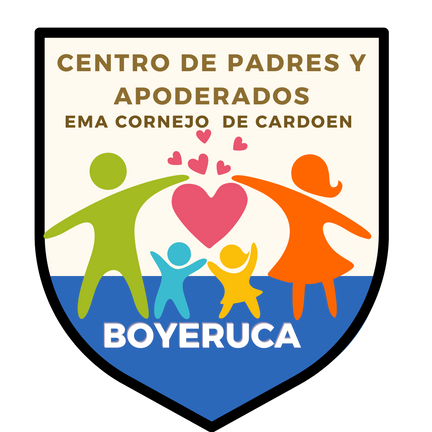 CENTRO DE PADRES Y
APODERADOS
EMA CORNEJO DE CARDOEN
BOYERUCA